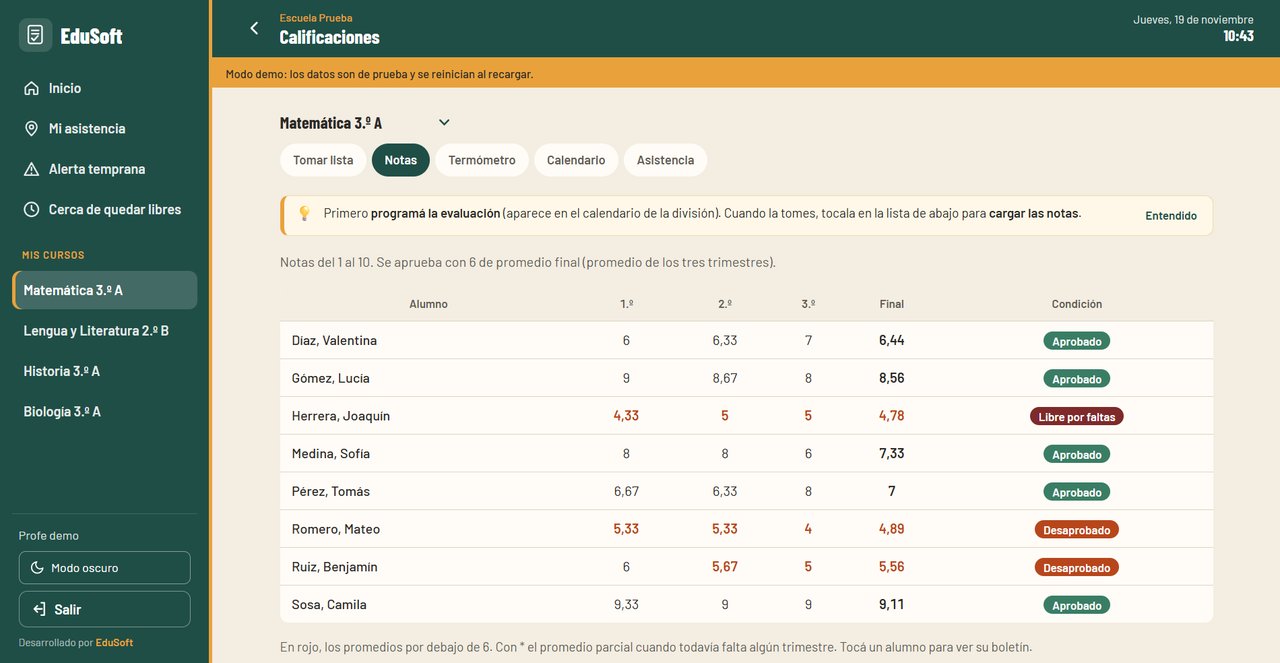 EduSoft
Inicio
Mi asistencia
Alerta temprana
Cerca de quedar libres
MIS CURSOS
Matemática 3.º A
Lengua y Literatura 2.º B
Historia 3.º A
Biología 3.º A
Profe demo
Modo oscuro
Salir
Desarrollado por EduSoft
Escuela Prueba
Calificaciones
Jueves, 19 de noviembre
10:43
Modo demo: los datos son de prueba y se reinician al recargar.
Matemática 3.º A
Tomar lista Notas Termómetro Calendario Asistencia
Primero programá la evaluación (aparece en el calendario de la división). Cuando la tomes, tocala en la lista de abajo para cargar las notas. Entendido
Notas del 1 al 10. Se aprueba con 6 de promedio final (promedio de los tres trimestres).
Alumno 1.º 2.º 3.º Final Condición
Díaz, Valentina 6 6,33 7 6,44 Aprobado
Gómez, Lucía 9 8,67 8 8,56 Aprobado
Herrera, Joaquín 4,33 5 5 4,78 Libre por faltas
Medina, Sofía 8 8 6 7,33 Aprobado
Pérez, Tomás 6,67 6,33 8 7 Aprobado
Romero, Mateo 5,33 5,33 4 4,89 Desaprobado
Ruiz, Benjamín 6 5,67 5 5,56 Desaprobado
Sosa, Camila 9,33 9 9 9,11 Aprobado
En rojo, los promedios por debajo de 6. Con * el promedio parcial cuando todavía falta algún trimestre. Tocá un alumno para ver su boletín.